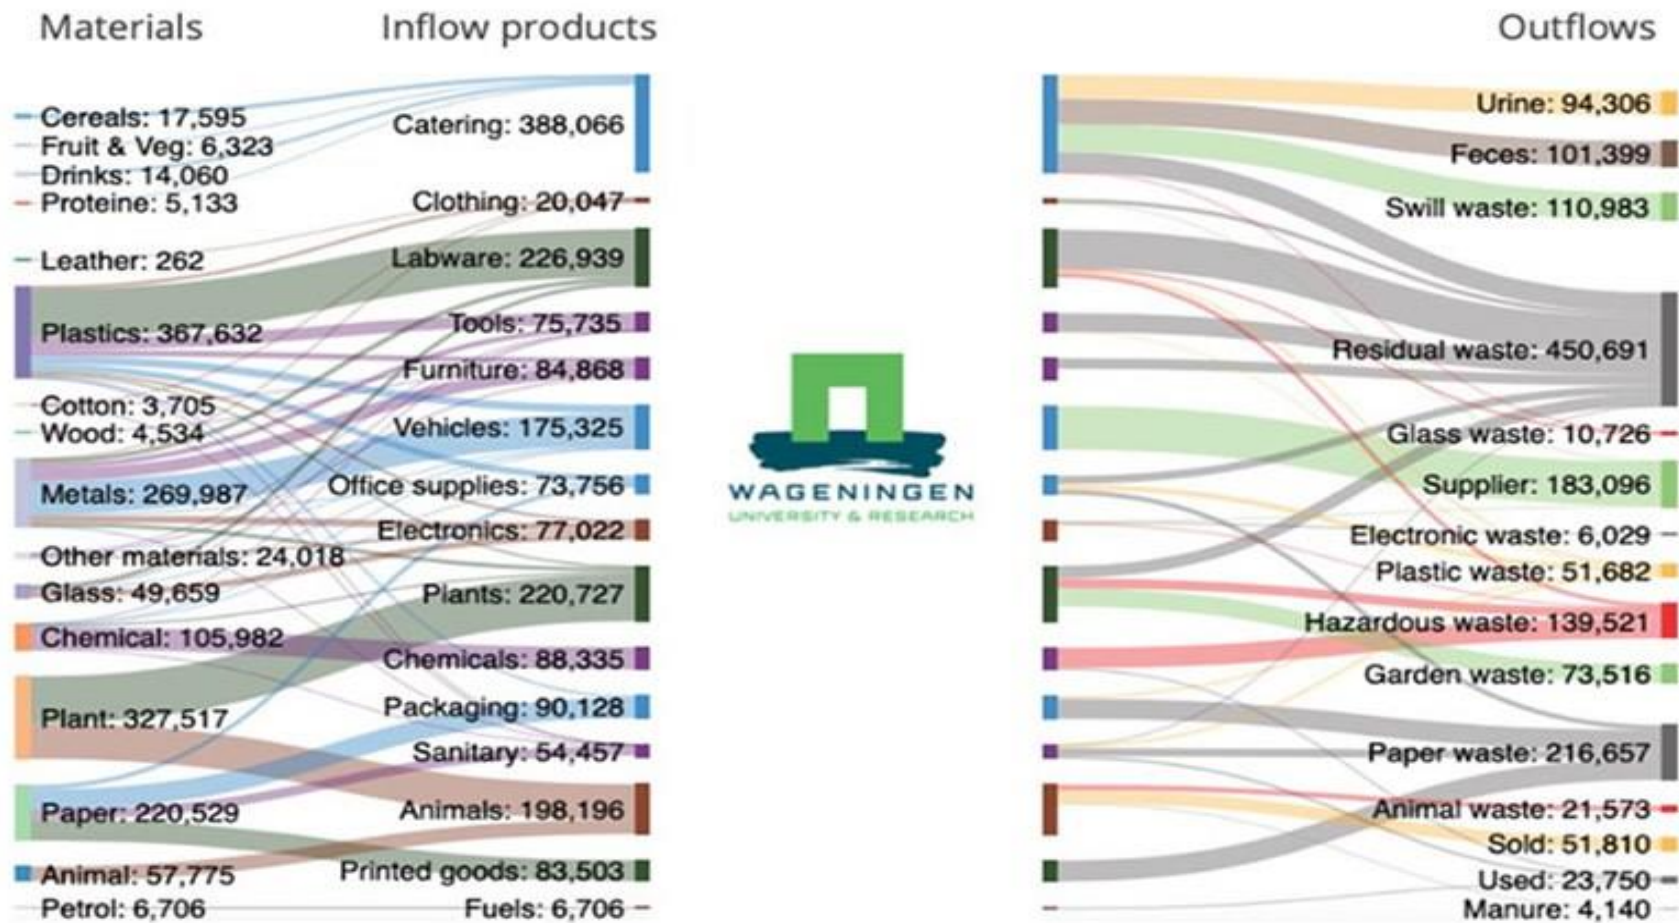 Materials
Inflow products
Outflows
Cereals: 17,595
Fruit & Veg: 6,323
Drinks: 14,060
Proteine: 5,133
Leather: 262
Plastics: 367,632
Cotton: 3,705
Wood: 4,534
Metals: 269,987
Other materials: 24,018
Glass: 49,659
Chemical: 105,982
Plant: 327,517
Paper: 220,529
Animal: 57,775
Petrol: 6,706
Catering: 388,066
Clothing: 20,047
Labware: 226,939
Tools: 75,735
Furniture: 84,868
Vehicles: 175,325
Office supplies: 73,756
Electronics: 77,022
Plants: 220,727
Chemicals: 88,335
Packaging: 90,128
Sanitary: 54,457
Animals: 198,196
Printed goods: 83,503
Fuels: 6,706
WAGENINGEN
UNIVERSITY & RESEARCH
Urine: 94,306
Feces: 101,399
Swill waste: 110,983
Residual waste: 450,691
Glass waste: 10,726
Supplier: 183,096
Electronic waste: 6,029
Plastic waste: 51,682
Hazardous waste: 139,521
Garden waste: 73,516
Paper waste: 216,657
Animal waste: 21,573
Sold: 51,810
Used: 23,750
Manure: 4,140